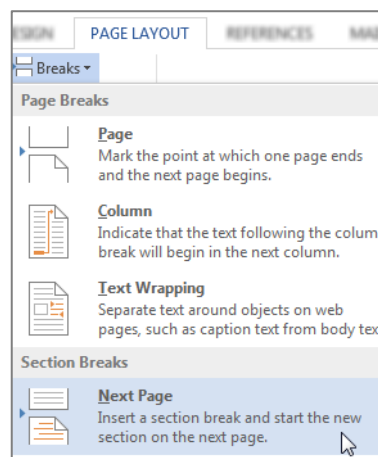 PAGE LAYOUT REFERENCES
Breaks
Page Breaks
Page
Mark the point at which one page ends
and the next page begins.
Column
Indicate that the text following the colum
break will begin in the next column.
Text Wrapping
Separate text around objects on web
pages, such as caption text from body tex
Section Breaks
Next Page
Insert a section break and start the new
section on the next page.